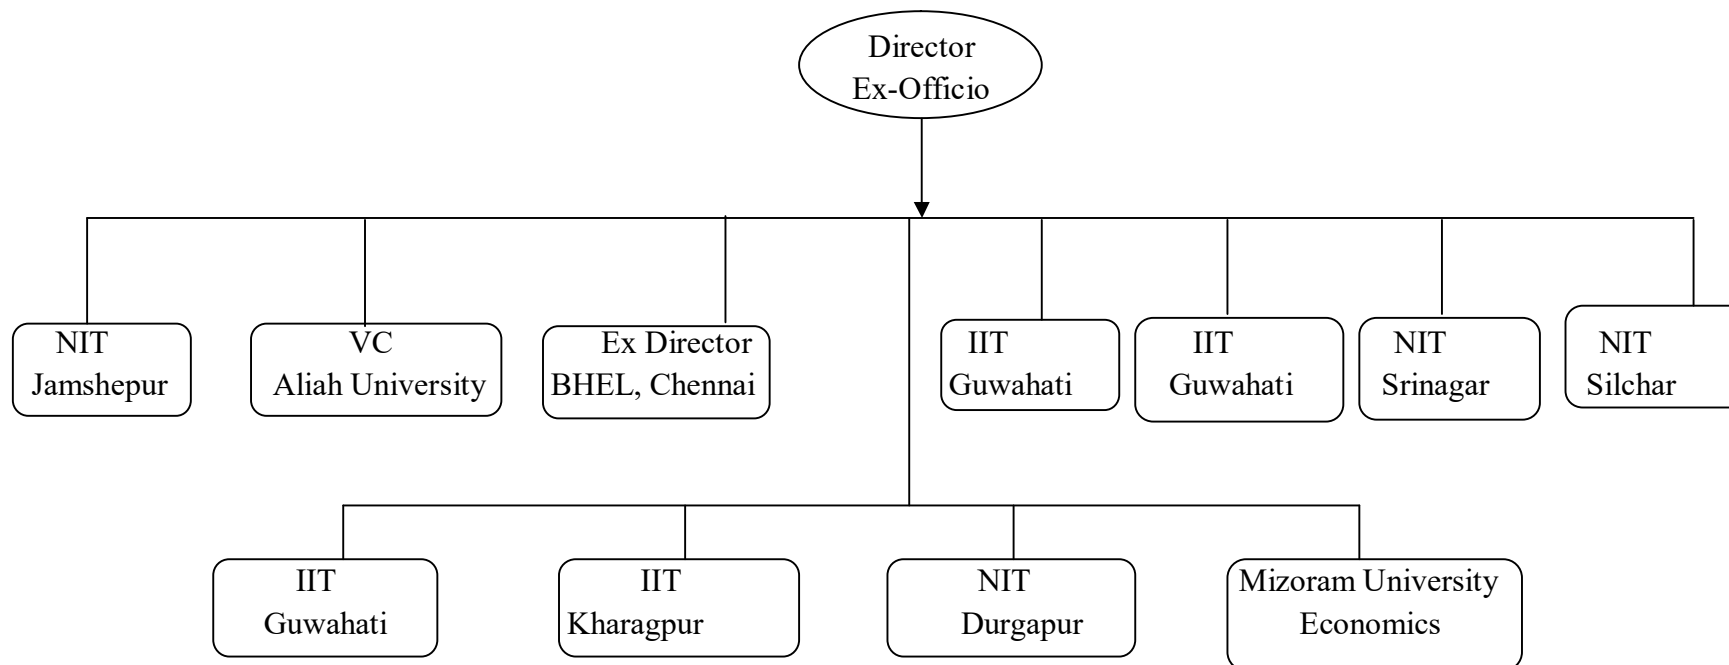 Director
Ex-Officio
NIT
Jamshepur
VC
Aliah University
Ex Director
BHEL, Chennai
IIT
Guwahati
IIT
Guwahati
NIT
Srinagar
NIT
Silchar
IIT
Guwahati
IIT
Kharagpur
NIT
Durgapur
Mizoram University
Economics